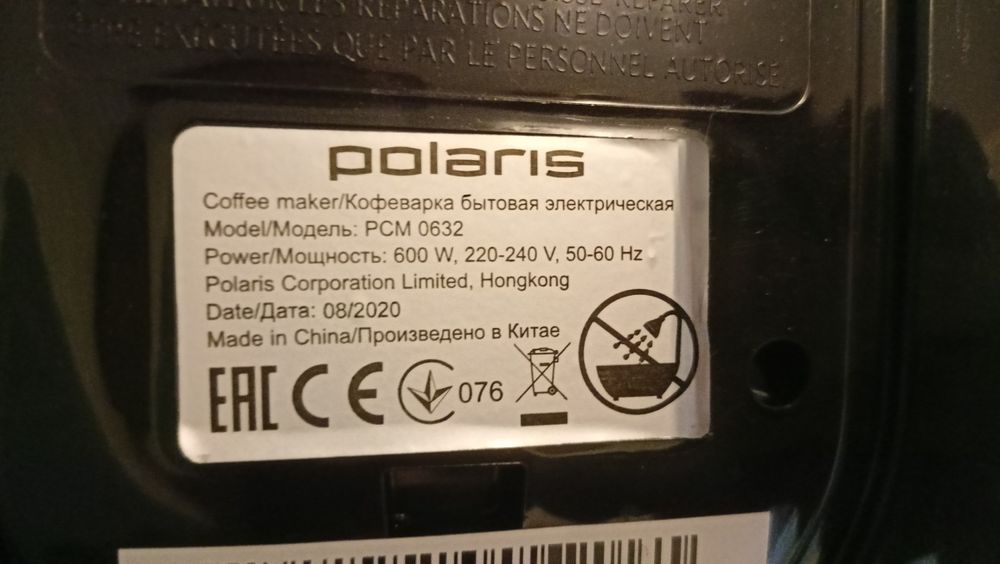 LES RÉPARATIONS NE DOIVENT
EXÉCUTÉES QUE PAR LE PERSONNEL AUTORISÉ
polaris
Coffee maker/Кофеварка бытовая электрическая
Model/Модель: PCM 0632
Power/Мощность: 600 W, 220-240 V, 50-60 Hz
Polaris Corporation Limited, Hongkong
Date/Дата: 08/2020
Made in China/Произведено в Китае
EAC CE 076